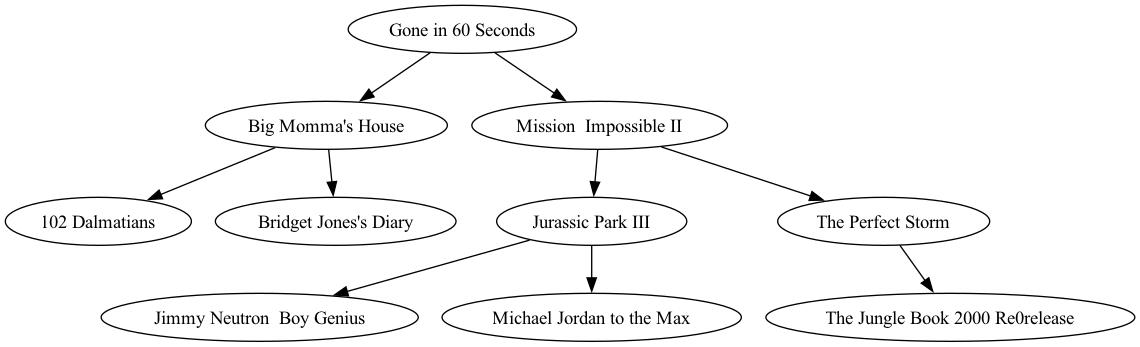 Gone in 60 Seconds
Big Momma's House
Mission  Impossible II
102 Dalmatians
Bridget Jones's Diary
Jurassic Park III
The Perfect Storm
Jimmy Neutron  Boy Genius
Michael Jordan to the Max
The Jungle Book 2000 Re0release